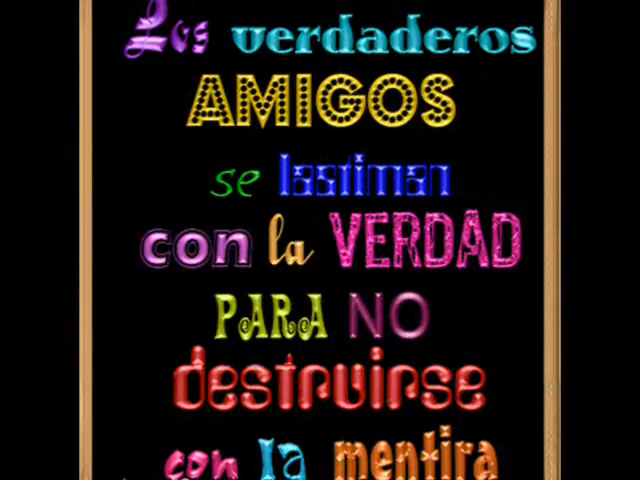 Los verdaderos
AMIGOS
se lastiman
con la VERDAD
PARA NO
destruirse
con la mentira